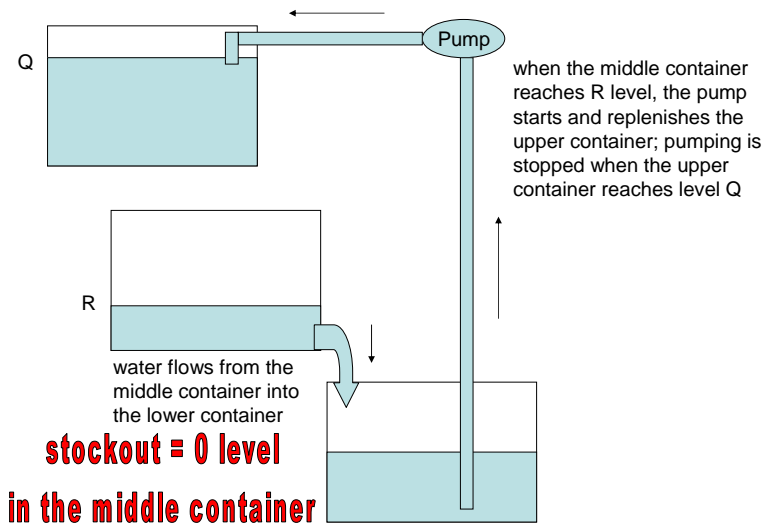 Pump
Q
when the middle container
reaches R level, the pump
starts and replenishes the
upper container; pumping is
stopped when the upper
container reaches level Q
R
water flows from the
middle container into
the lower container
stockout = 0 level
in the middle container